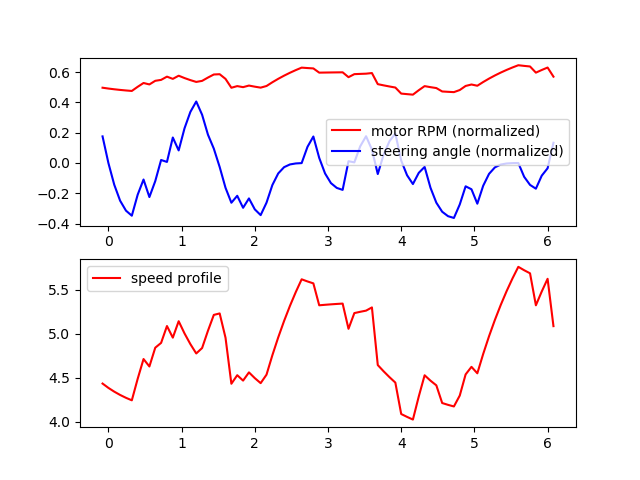 0.6
0.4
0.2
0.0
−0.2
−0.4
motor RPM (normalized)
steering angle (normalized)
0 1 2 3 4 5 6
speed profile
5.5
5.0
4.5
4.0
0 1 2 3 4 5 6